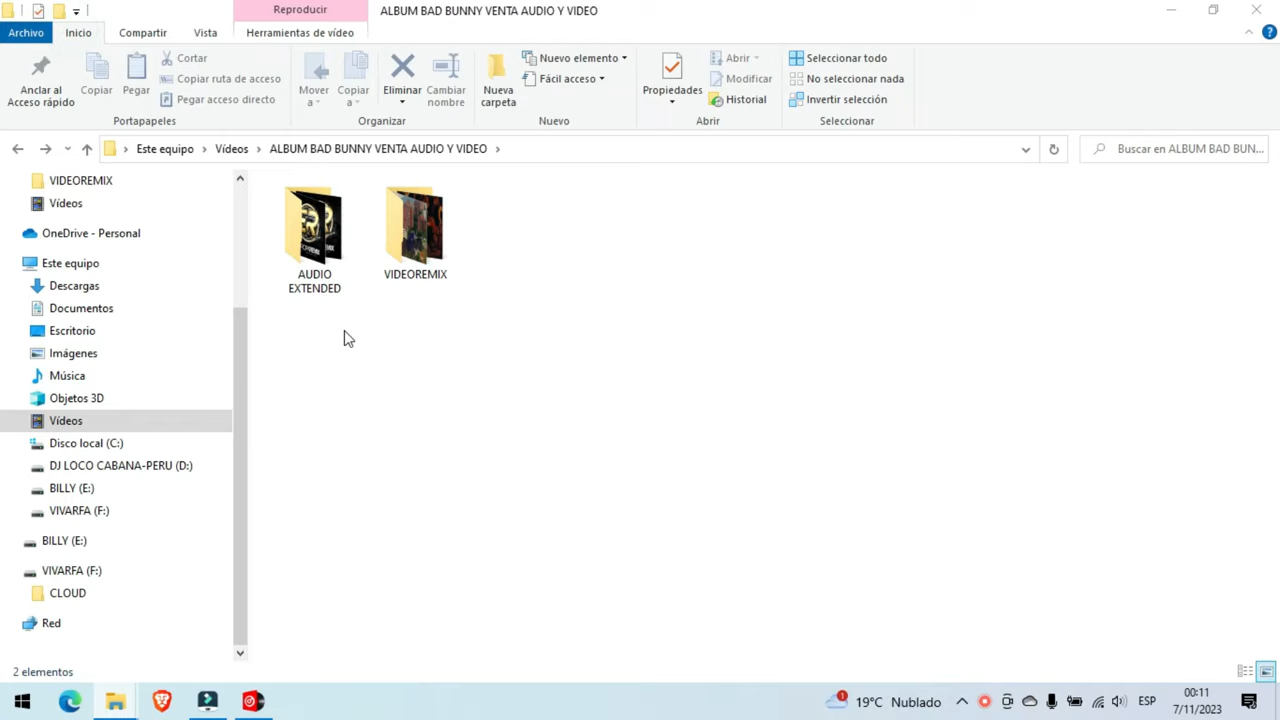 Reproducir
ALBUM BAD BUNNY VENTA AUDIO Y VIDEO
Archivo
Inicio
Compartir
Vista
Herramientas de vídeo
Anclar al
Acceso rápido
Copiar
Pegar
Cortar
Copiar ruta de acceso
Pegar acceso directo
Portapapeles
Mover
a
Copiar
a
Eliminar
Cambiar
nombre
Organizar
Nueva
carpeta
Nuevo elemento
Fácil acceso
Nuevo
Propiedades
Abrir
Modificar
Historial
Abrir
Seleccionar todo
No seleccionar nada
Invertir selección
Seleccionar
Este equipo
Vídeos
ALBUM BAD BUNNY VENTA AUDIO Y VIDEO
Buscar en ALBUM BAD BUN...
VIDEOREMIX
Vídeos
OneDrive - Personal
Este equipo
Descargas
Documentos
Escritorio
Imágenes
Música
Objetos 3D
Vídeos
Disco local (C:)
DJ LOCO CABANA-PERU (D:)
BILLY (E:)
VIVARFA (F:)
BILLY (E:)
VIVARFA (F:)
CLOUD
Red
AUDIO
EXTENDED
VIDEOREMIX
2 elementos
1
19°C Nublado
ESP
00:11
7/11/2023